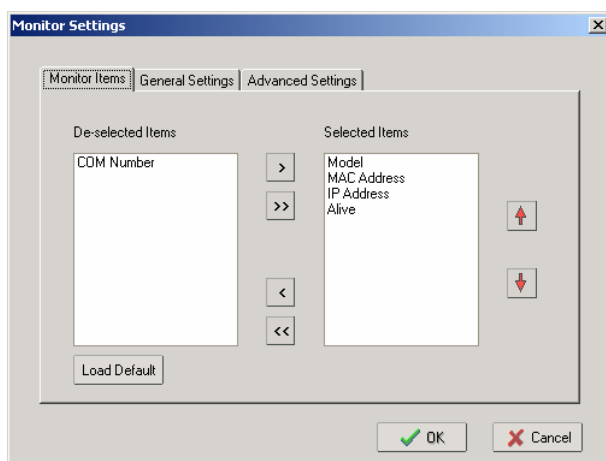 Monitor Settings
Monitor Items
General Settings
Advanced Settings
De-selected Items
Selected Items
COM Number
Model
MAC Address
IP Address
Alive
>
>>
<
<<
Load Default
OK
Cancel